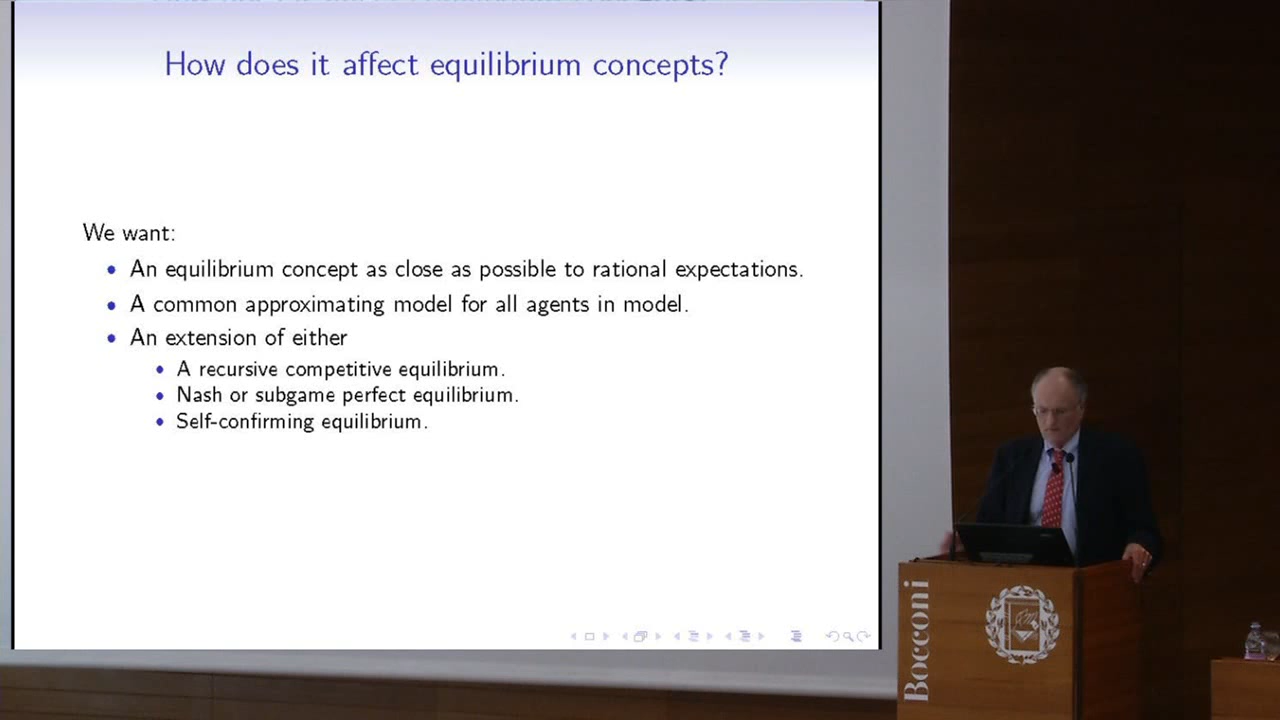 How does it affect equilibrium concepts?
We want:
• An equilibrium concept as close as possible to rational expectations.
• A common approximating model for all agents in model.
• An extension of either
• A recursive competitive equilibrium.
• Nash or subgame perfect equilibrium.
• Self-confirming equilibrium.
Bocconi